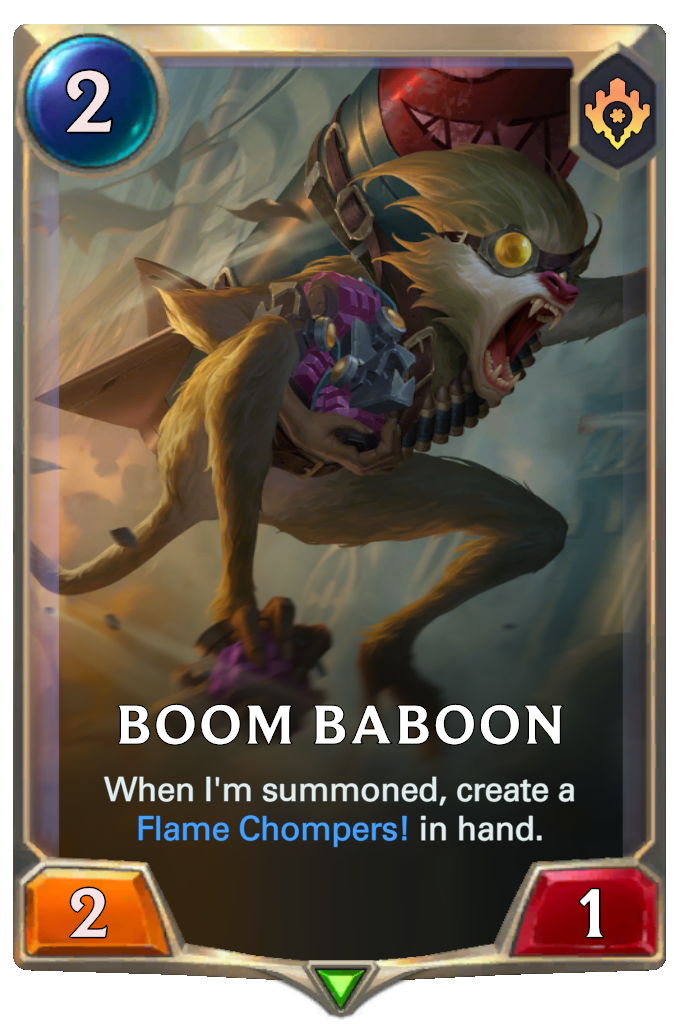 2
BOOM BABOON
When I'm summoned, create a
Flame Chompers! in hand.
2
1